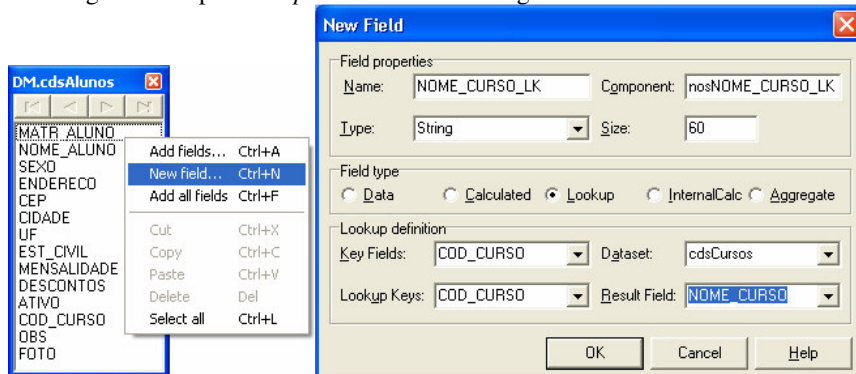 New Field
Field properties
Name: NOME_CURSO_LK Component: nosNOME_CURSO_LK
Type: String Size: 60
Field type
Data Calculated Lookup InternalCalc Aggregate
Lookup definition
Key Fields: COD_CURSO Dataset: cdsCursos
Lookup Keys: COD_CURSO Result Field: NOME_CURSO
OK Cancel Help
DM.cdsAlunos
MATR_ALUNO
NOME_ALUNO
SEXO
ENDERECO
CEP
CIDADE
UF
EST_CIVIL
MENSALIDADE
DESCONTOS
ATIVO
COD_CURSO
OBS
FOTO
Add fields... Ctrl+A
New field... Ctrl+N
Add all fields Ctrl+F
Cut Ctrl+X
Copy Ctrl+C
Paste Ctrl+V
Delete Del
Select all Ctrl+L